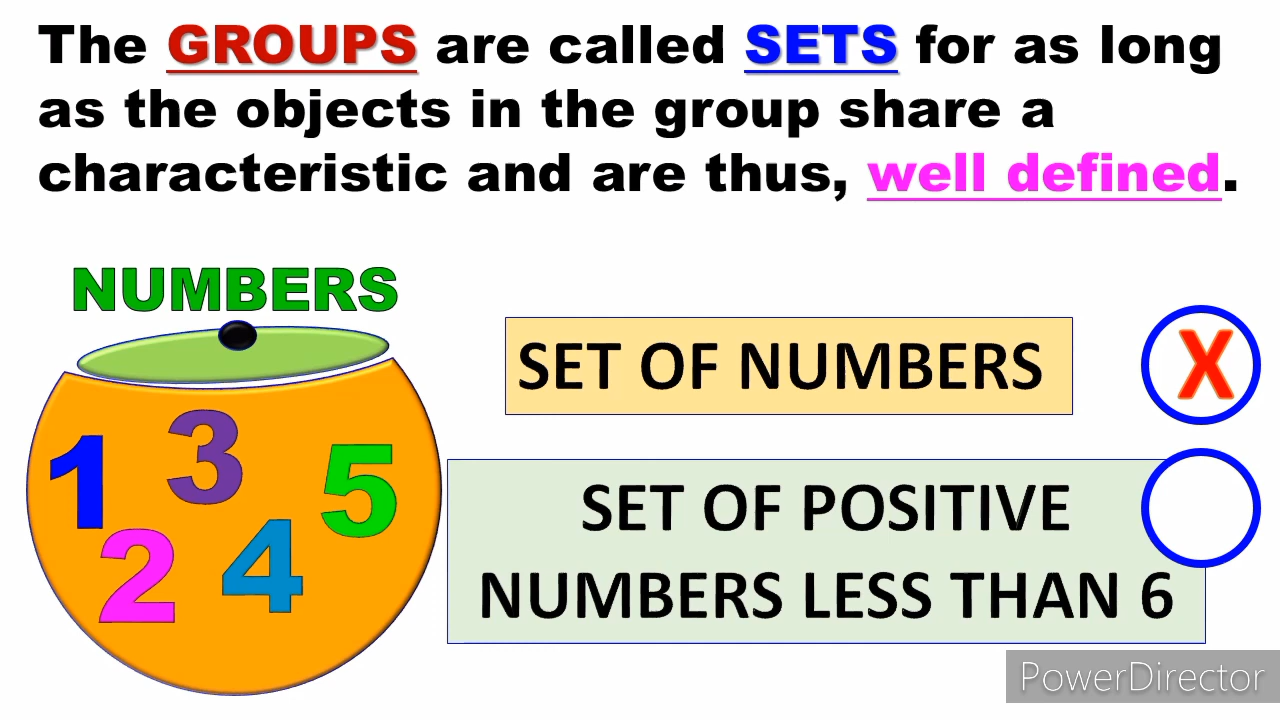 The GROUPS are called SETS for as long
as the objects in the group share a
characteristic and are thus, well defined.
NUMBERS
1 3 5
2 4
SET OF NUMBERS X
SET OF POSITIVE
NUMBERS LESS THAN 6
PowerDirector